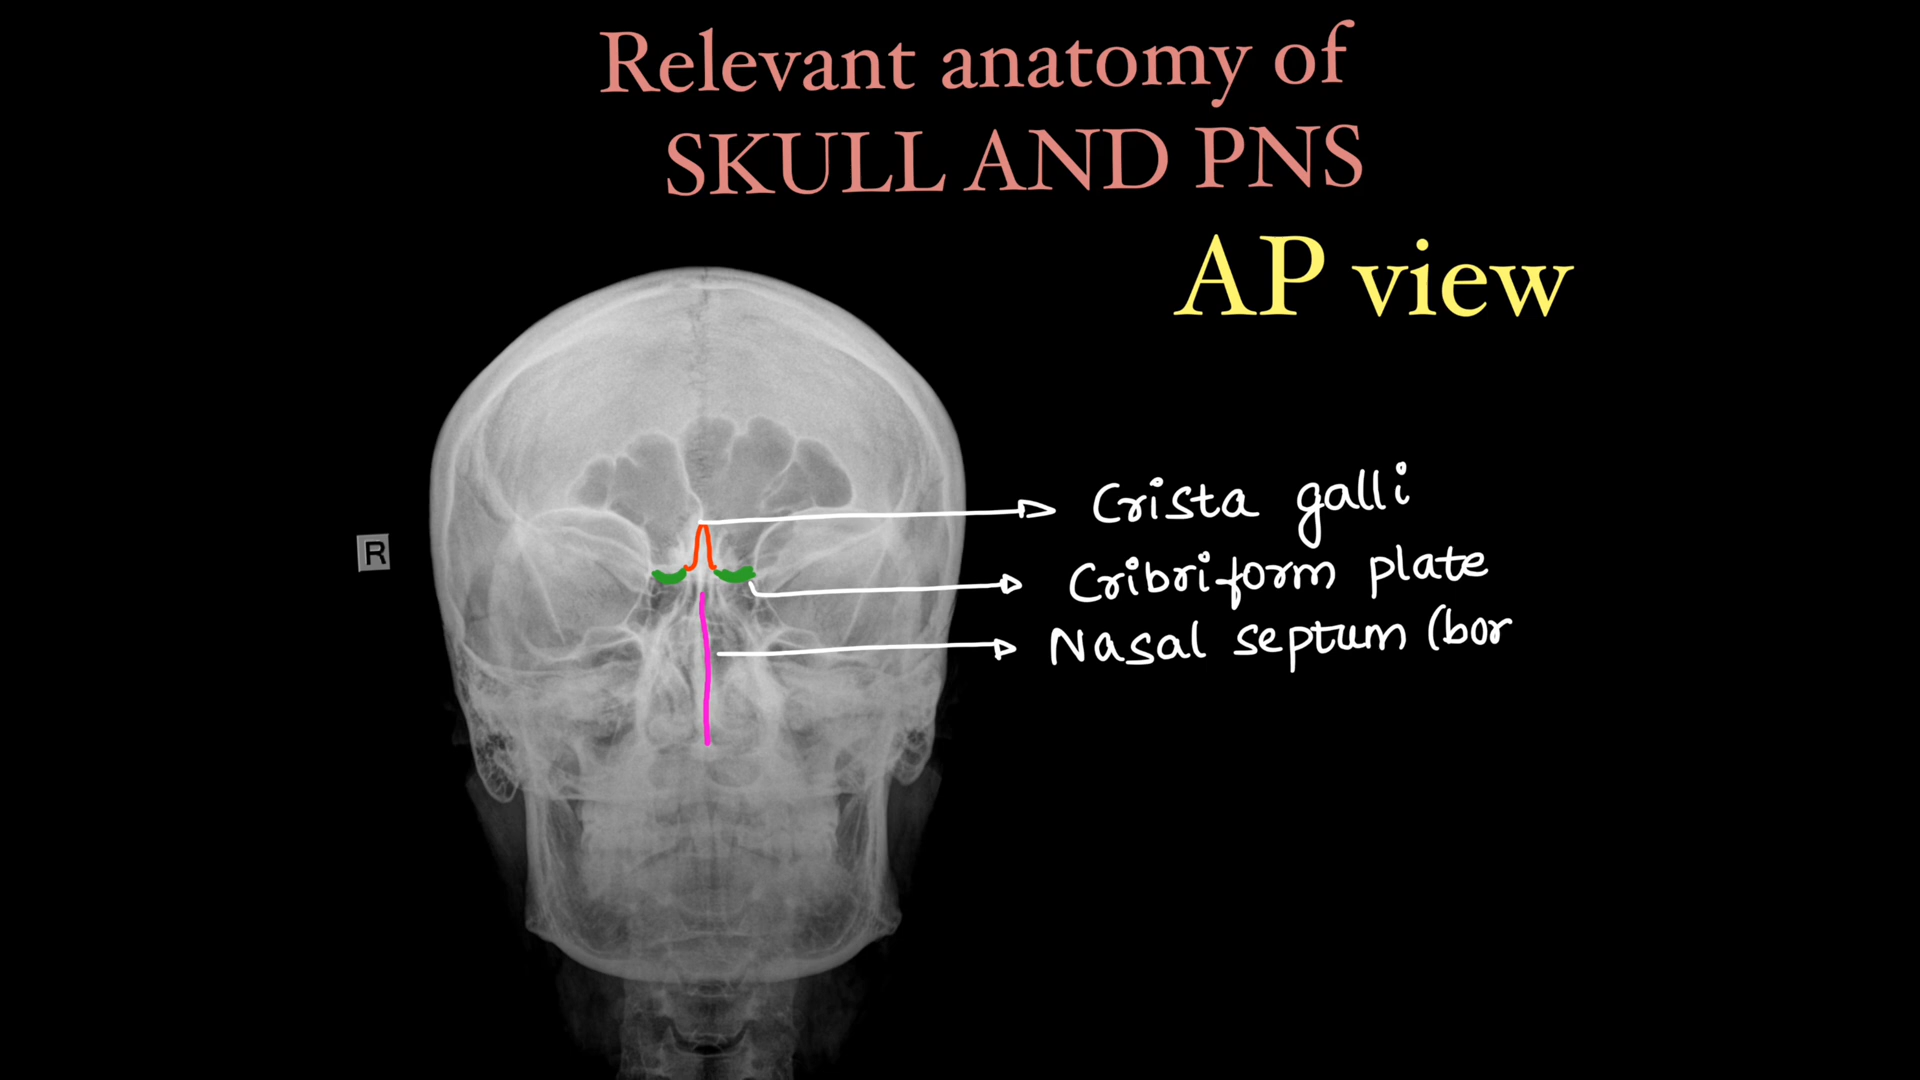 Relevant anatomy of
SKULL AND PNS
AP view
Crista galli
R
Cribriform plate
Nasal septum (bor